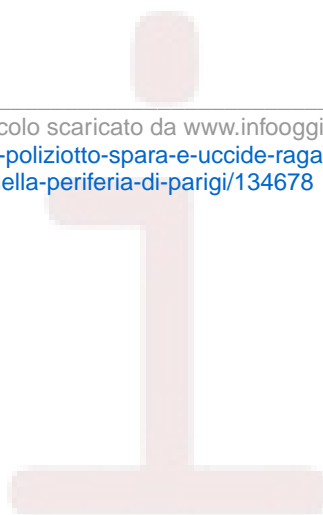 colo scaricato da www.infooggi
-poliziotto-spara-e-uccide-raga
ella-periferia-di-parigi/134678